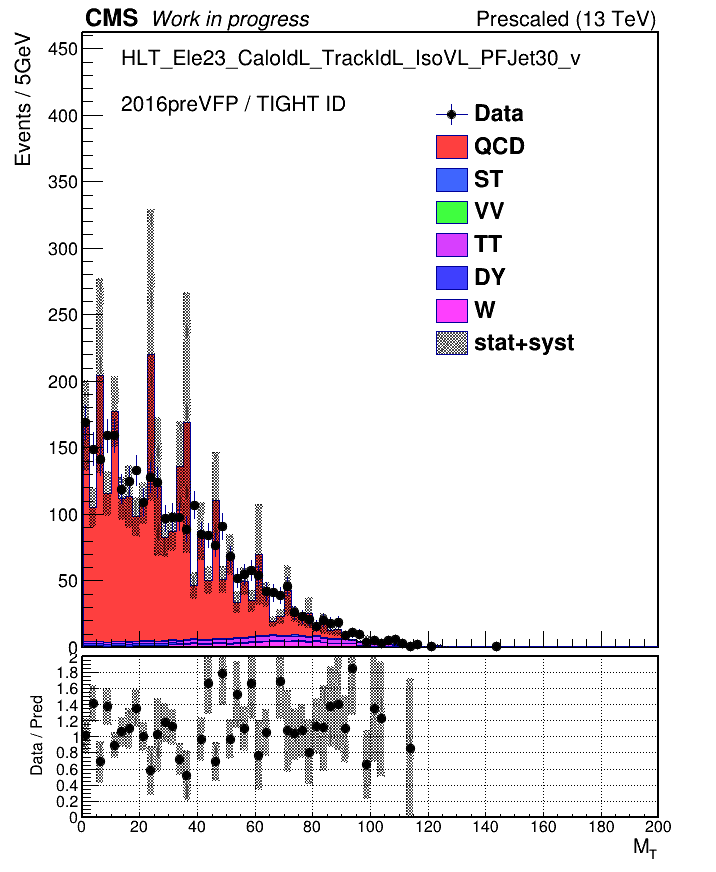 CMS Work in progress Prescaled (13 TeV)
HLT_Ele23_CaloIdL_TrackIdL_IsoVL_PFJet30_v
2016preVFP / TIGHT ID
Events / 5GeV
450
400
350
300
250
200
150
100
50
0
Data
QCD
ST
VV
TT
DY
W
stat+syst
Data / Pred
2
1.8
1.6
1.4
1.2
1
0.8
0.6
0.4
0.2
0
0 20 40 60 80 100 120 140 160 180 200
M_T